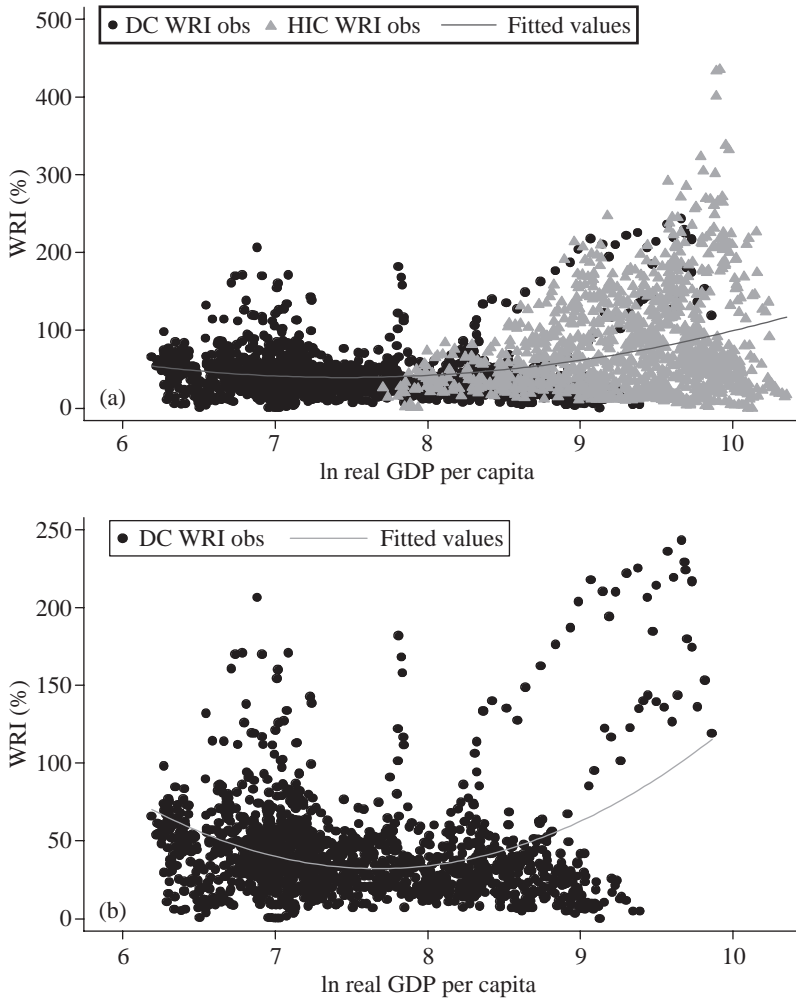 DC WRI obs HIC WRI obs Fitted values
500
400
300
200
100
0
WRI (%)
(a)
6 7 8 9 10
ln real GDP per capita
DC WRI obs Fitted values
250
200
150
100
50
0
WRI (%)
(b)
6 7 8 9 10
ln real GDP per capita